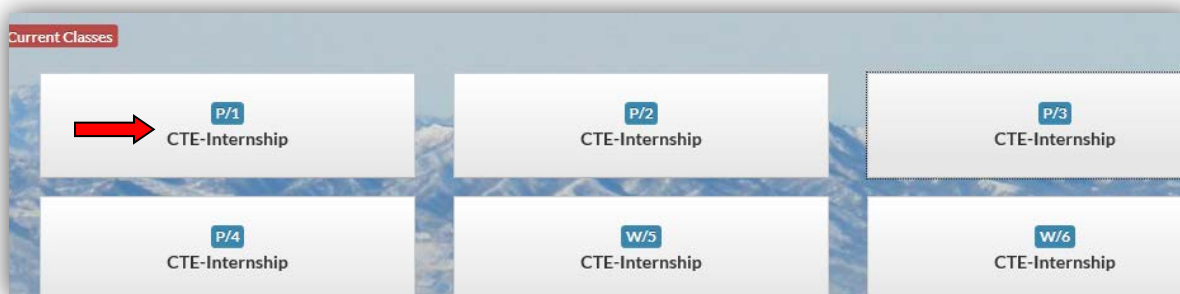 Current Classes
P/1
CTE-Internship
P/2
CTE-Internship
P/3
CTE-Internship
P/4
CTE-Internship
W/5
CTE-Internship
W/6
CTE-Internship